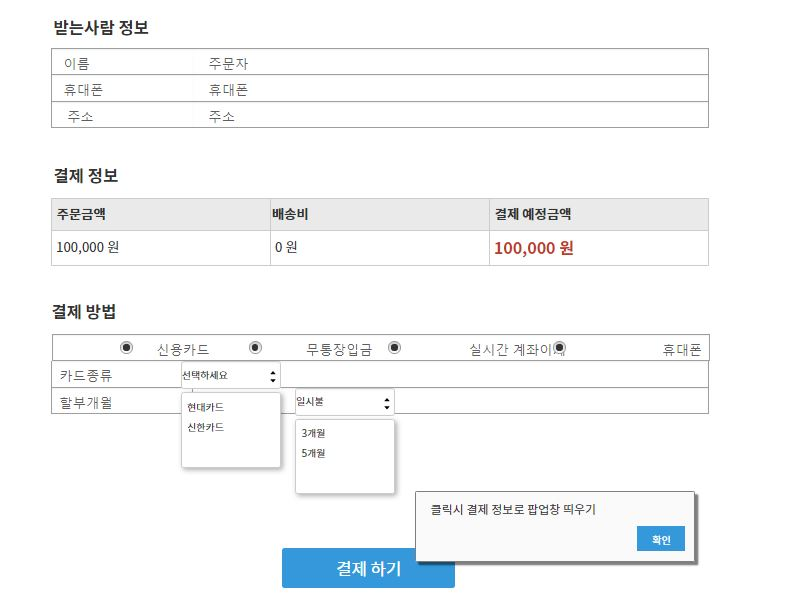 받는사람 정보
이름 주문자
휴대폰 휴대폰
주소 주소
결제 정보
주문금액 배송비 결제 예정금액
100,000 원 0 원 100,000 원
결제 방법
신용카드 무통장입금 실시간 계좌이체 휴대폰
카드종류 선택하세요
할부개월 일시불
현대카드
신한카드
3개월
5개월
클릭시 결제 정보로 팝업창 띄우기
확인
결제 하기